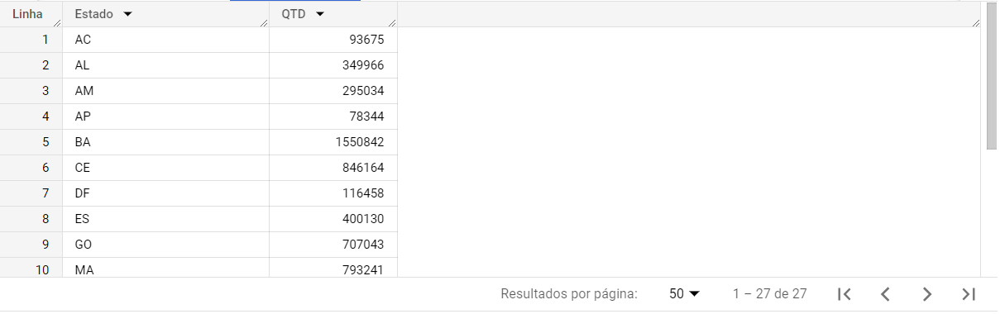 Linha Estado QTD
1 AC 93675
2 AL 349966
3 AM 295034
4 AP 78344
5 BA 1550842
6 CE 846164
7 DF 116458
8 ES 400130
9 GO 707043
10 MA 793241
Resultados por página: 50 1 – 27 de 27